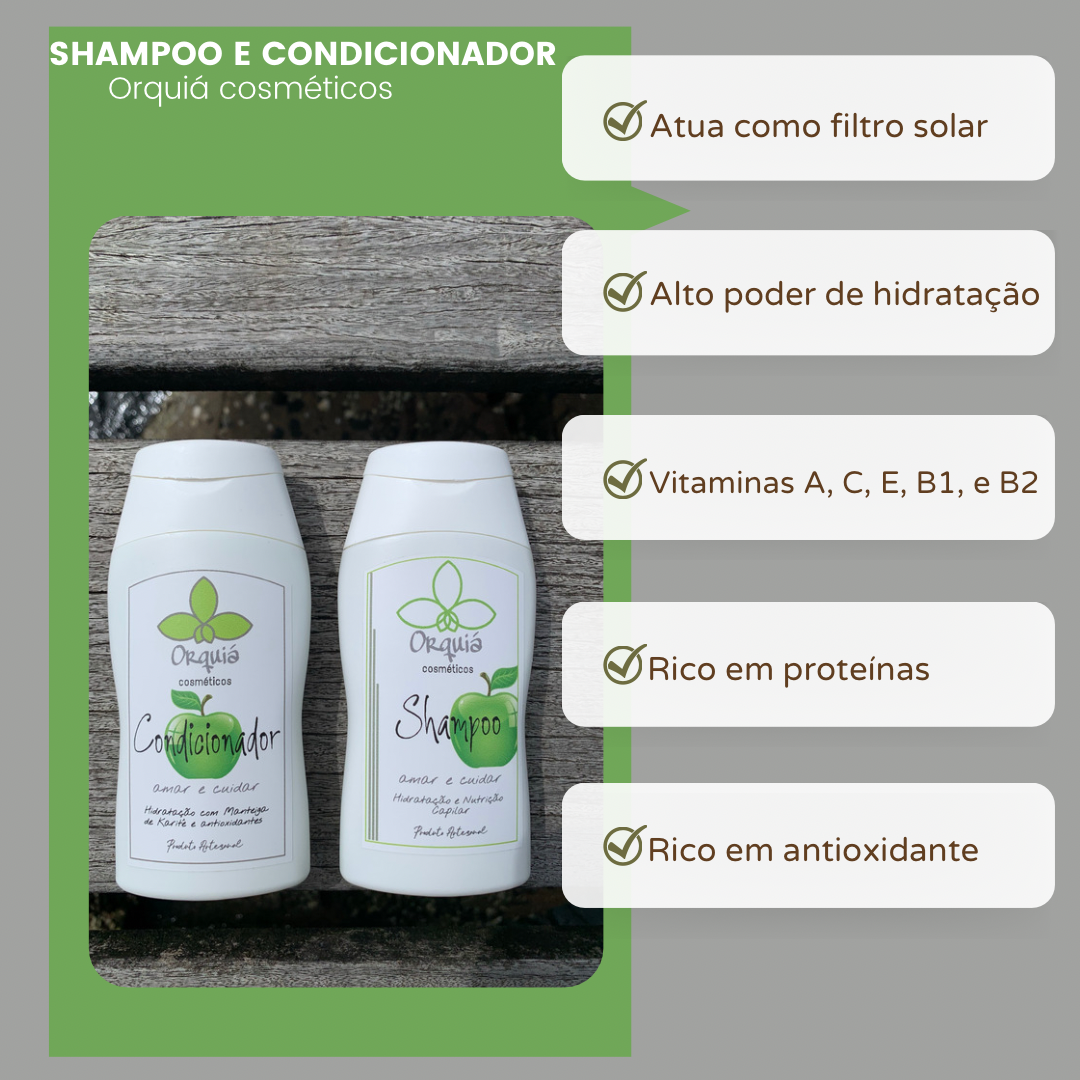 SHAMPOO E CONDICIONADOR
Orquiá cosméticos
Atua como filtro solar
Alto poder de hidratação
Vitaminas A, C, E, B1, e B2
Rico em proteínas
Rico em antioxidante
Orquiá
cosméticos
Condicionador
amar e cuidar
Hidratação com Manteiga
de Karité e antioxidantes
Produto Artesanal
Orquiá
cosméticos
Shampoo
amar e cuidar
Hidratação e Nutrição
Capilar
Produto Artesanal